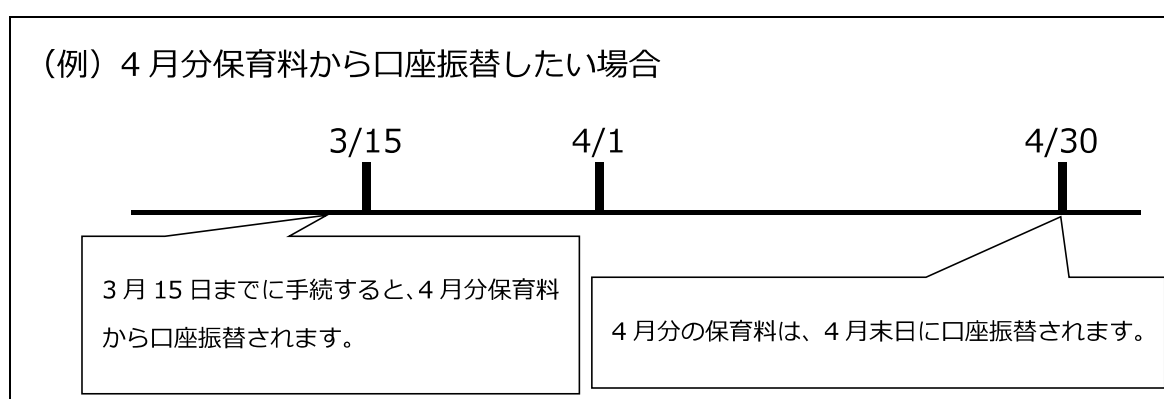 （例）４月分保育料から口座振替したい場合
3/15 4/1 4/30
３月 15 日までに手続すると、４月分保育料
から口座振替されます。
４月分の保育料は、４月末日に口座振替されます。